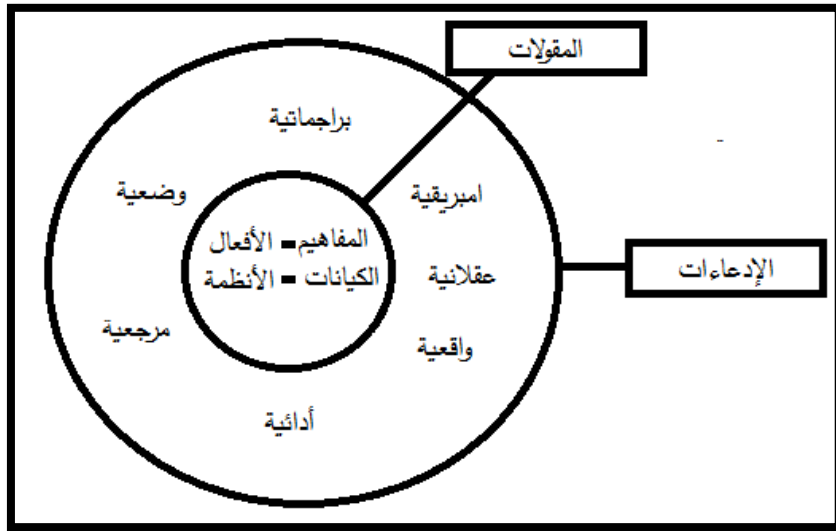 المقولات
براجماتية
وضعية
امبريقية
المفاهيم - الأفعال
الكيانات - الأنظمة
عقلانية
الإدعاءات
مرجعية
واقعية
أدائية